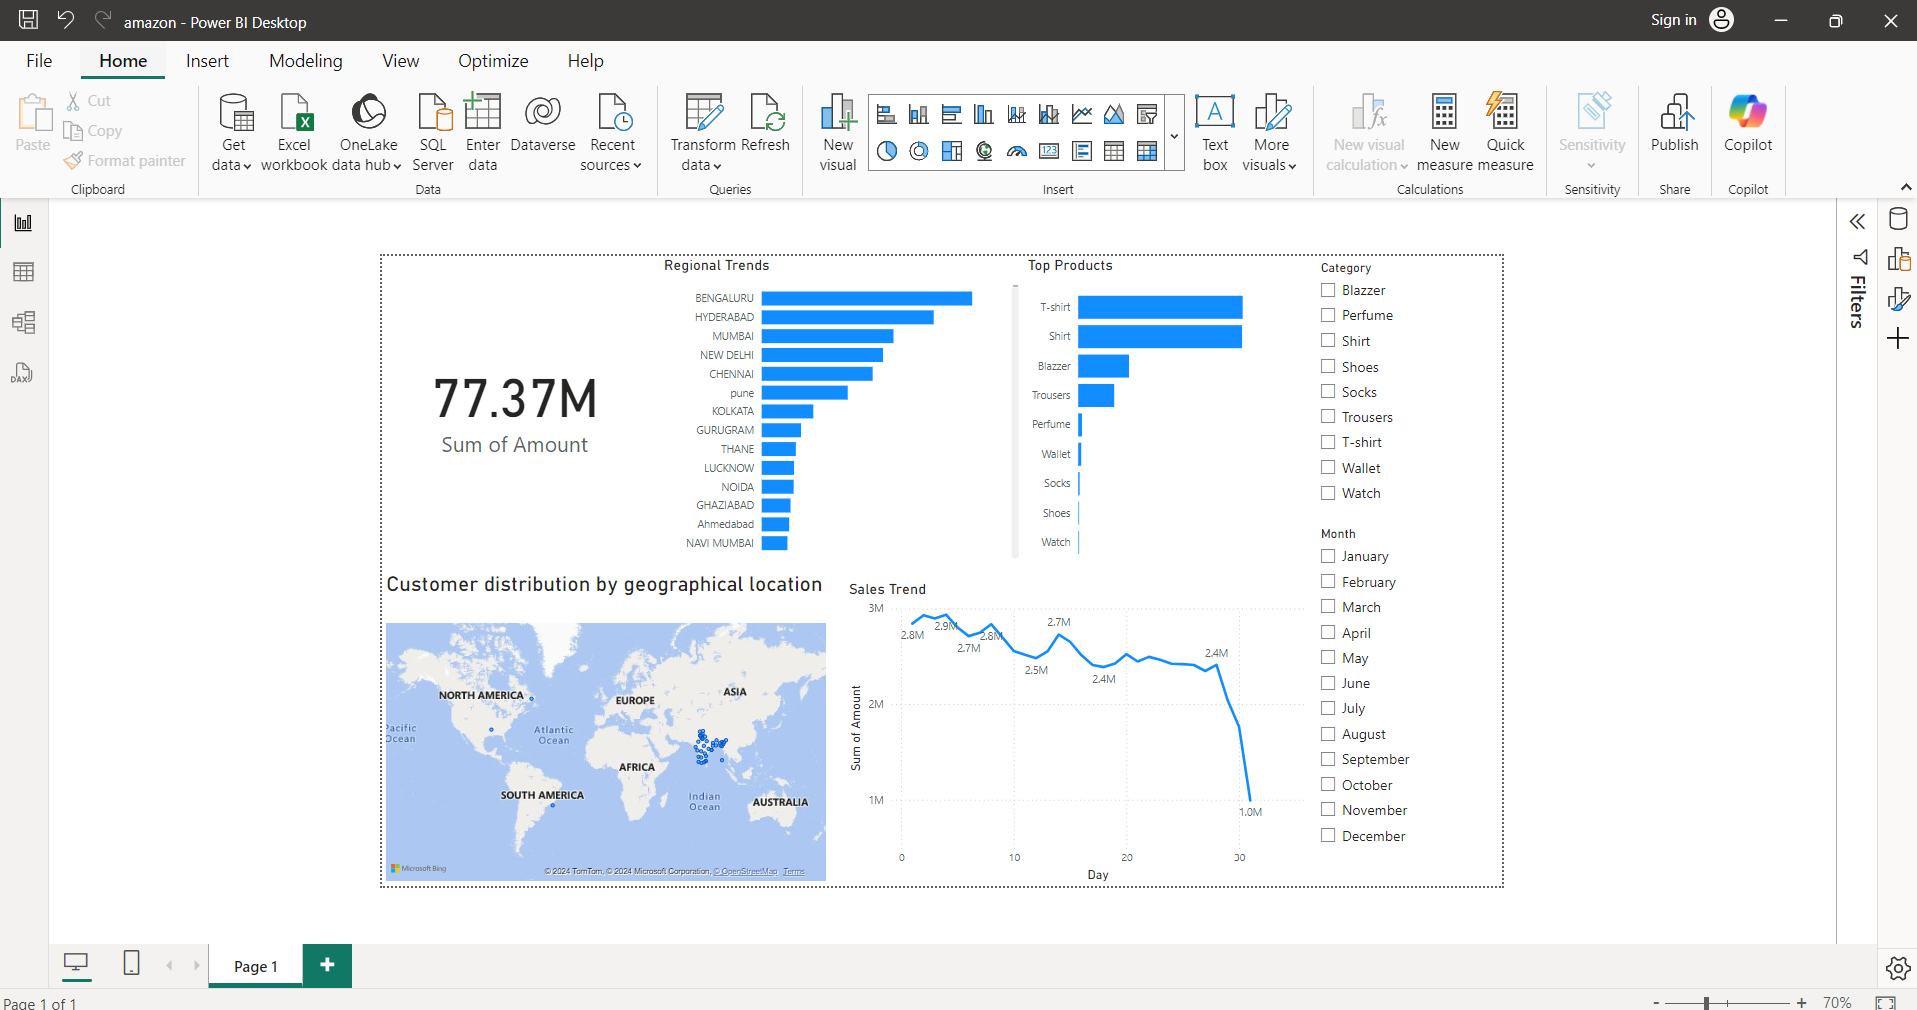 amazon - Power BI Desktop
Sign in
File Home Insert Modeling View Optimize Help
Paste
Cut
Copy
Format painter
Clipboard
Get data
Excel workbook
OneLake data hub
SQL Server
Enter data
Dataverse
Recent sources
Data
Transform data
Refresh
Queries
New visual
123
A
Text box
More visuals
Insert
New visual calculation
New measure
Quick measure
Calculations
Sensitivity
Sensitivity
Publish
Share
Copilot
Copilot
DAX
Filters
77.37M
Sum of Amount
Regional Trends
BENGALURU
HYDERABAD
MUMBAI
NEW DELHI
CHENNAI
pune
KOLKATA
GURUGRAM
THANE
LUCKNOW
NOIDA
GHAZIABAD
Ahmedabad
NAVI MUMBAI
Top Products
T-shirt
Shirt
Blazzer
Trousers
Perfume
Wallet
Socks
Shoes
Watch
Category
Blazzer
Perfume
Shirt
Shoes
Socks
Trousers
T-shirt
Wallet
Watch
Month
January
February
March
April
May
June
July
August
September
October
November
December
Customer distribution by geographical location
NORTH AMERICA
EUROPE
ASIA
Pacific
Ocean
Atlantic
Ocean
AFRICA
SOUTH AMERICA
Indian
Ocean
AUSTRALIA
Microsoft Bing
© 2024 TomTom, © 2024 Microsoft Corporation, © OpenStreetMap Terms
Sales Trend
3M
2M
1M
Sum of Amount
2.8M
2.9M
2.7M
2.8M
2.5M
2.7M
2.4M
2.4M
1.0M
0 10 20 30
Day
Page 1
+
Page 1 of 1
- + 70%